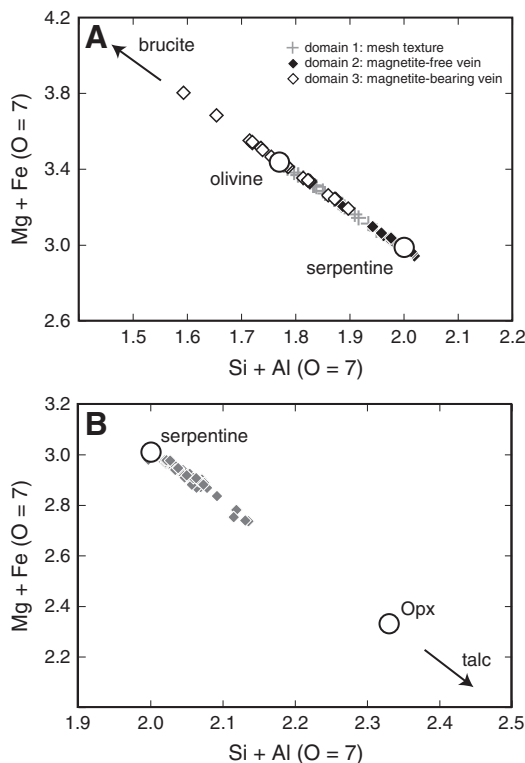 A
brucite
domain 1: mesh texture
domain 2: magnetite-free vein
domain 3: magnetite-bearing vein
olivine
serpentine
4.2
3.8
3.4
3.0
2.6
1.5 1.6 1.7 1.8 1.9 2.0 2.1 2.2
Mg + Fe (O = 7)
Si + Al (O = 7)
B
serpentine
Opx
talc
3.2
3.0
2.8
2.6
2.4
2.2
1.9 2.0 2.1 2.2 2.3 2.4 2.5
Mg + Fe (O = 7)
Si + Al (O = 7)